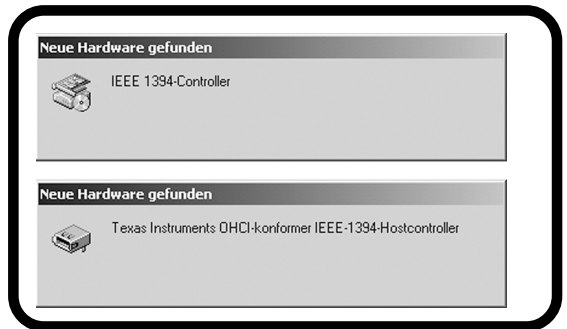 Neue Hardware gefunden
IEEE 1394-Controller
Neue Hardware gefunden
Texas Instruments OHCI-konformer IEEE-1394-Hostcontroller